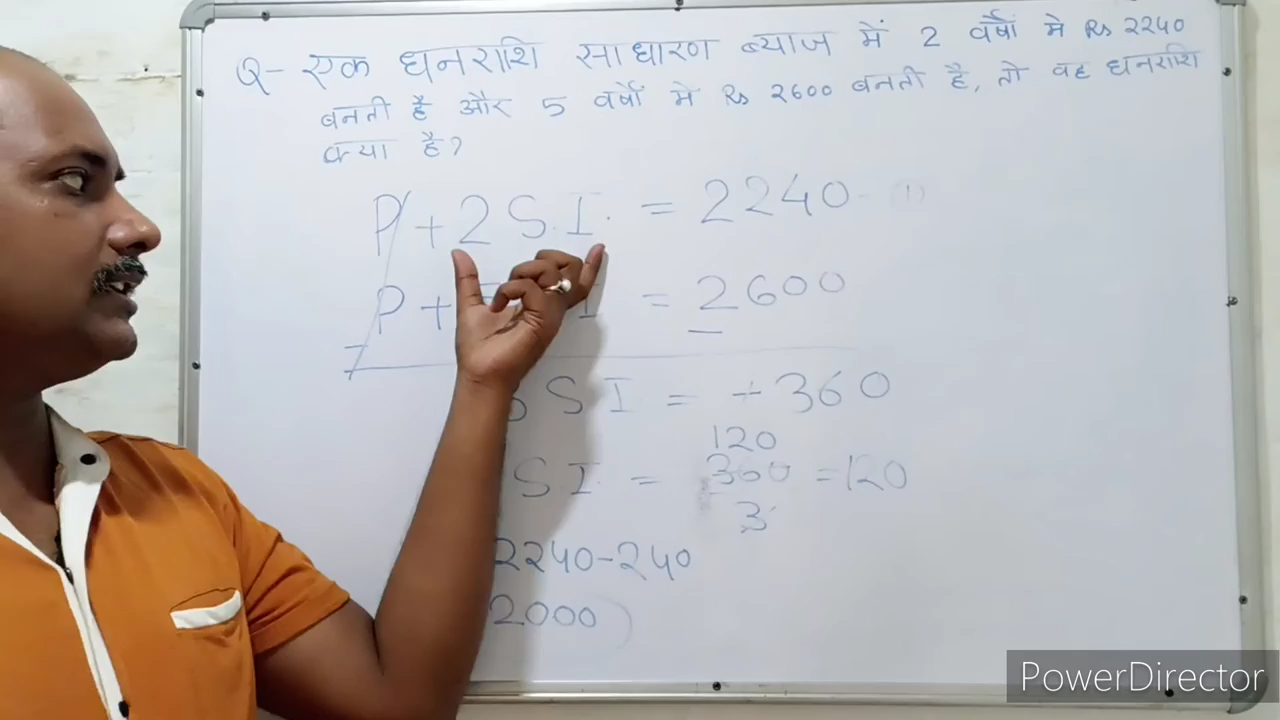 Q- एक धनराशि साधारण ब्याज में 2 वर्षों मे Rs 2240
बनती है और 5 वर्षों मे Rs 2600 बनती है, तो वह धनराशि
क्या है?
P + 2 S.I. = 2240 - (1)
P + I = 2600
3 S I = + 360
120
S.I. = 360 = 120
3
2240-240
2000
PowerDirector